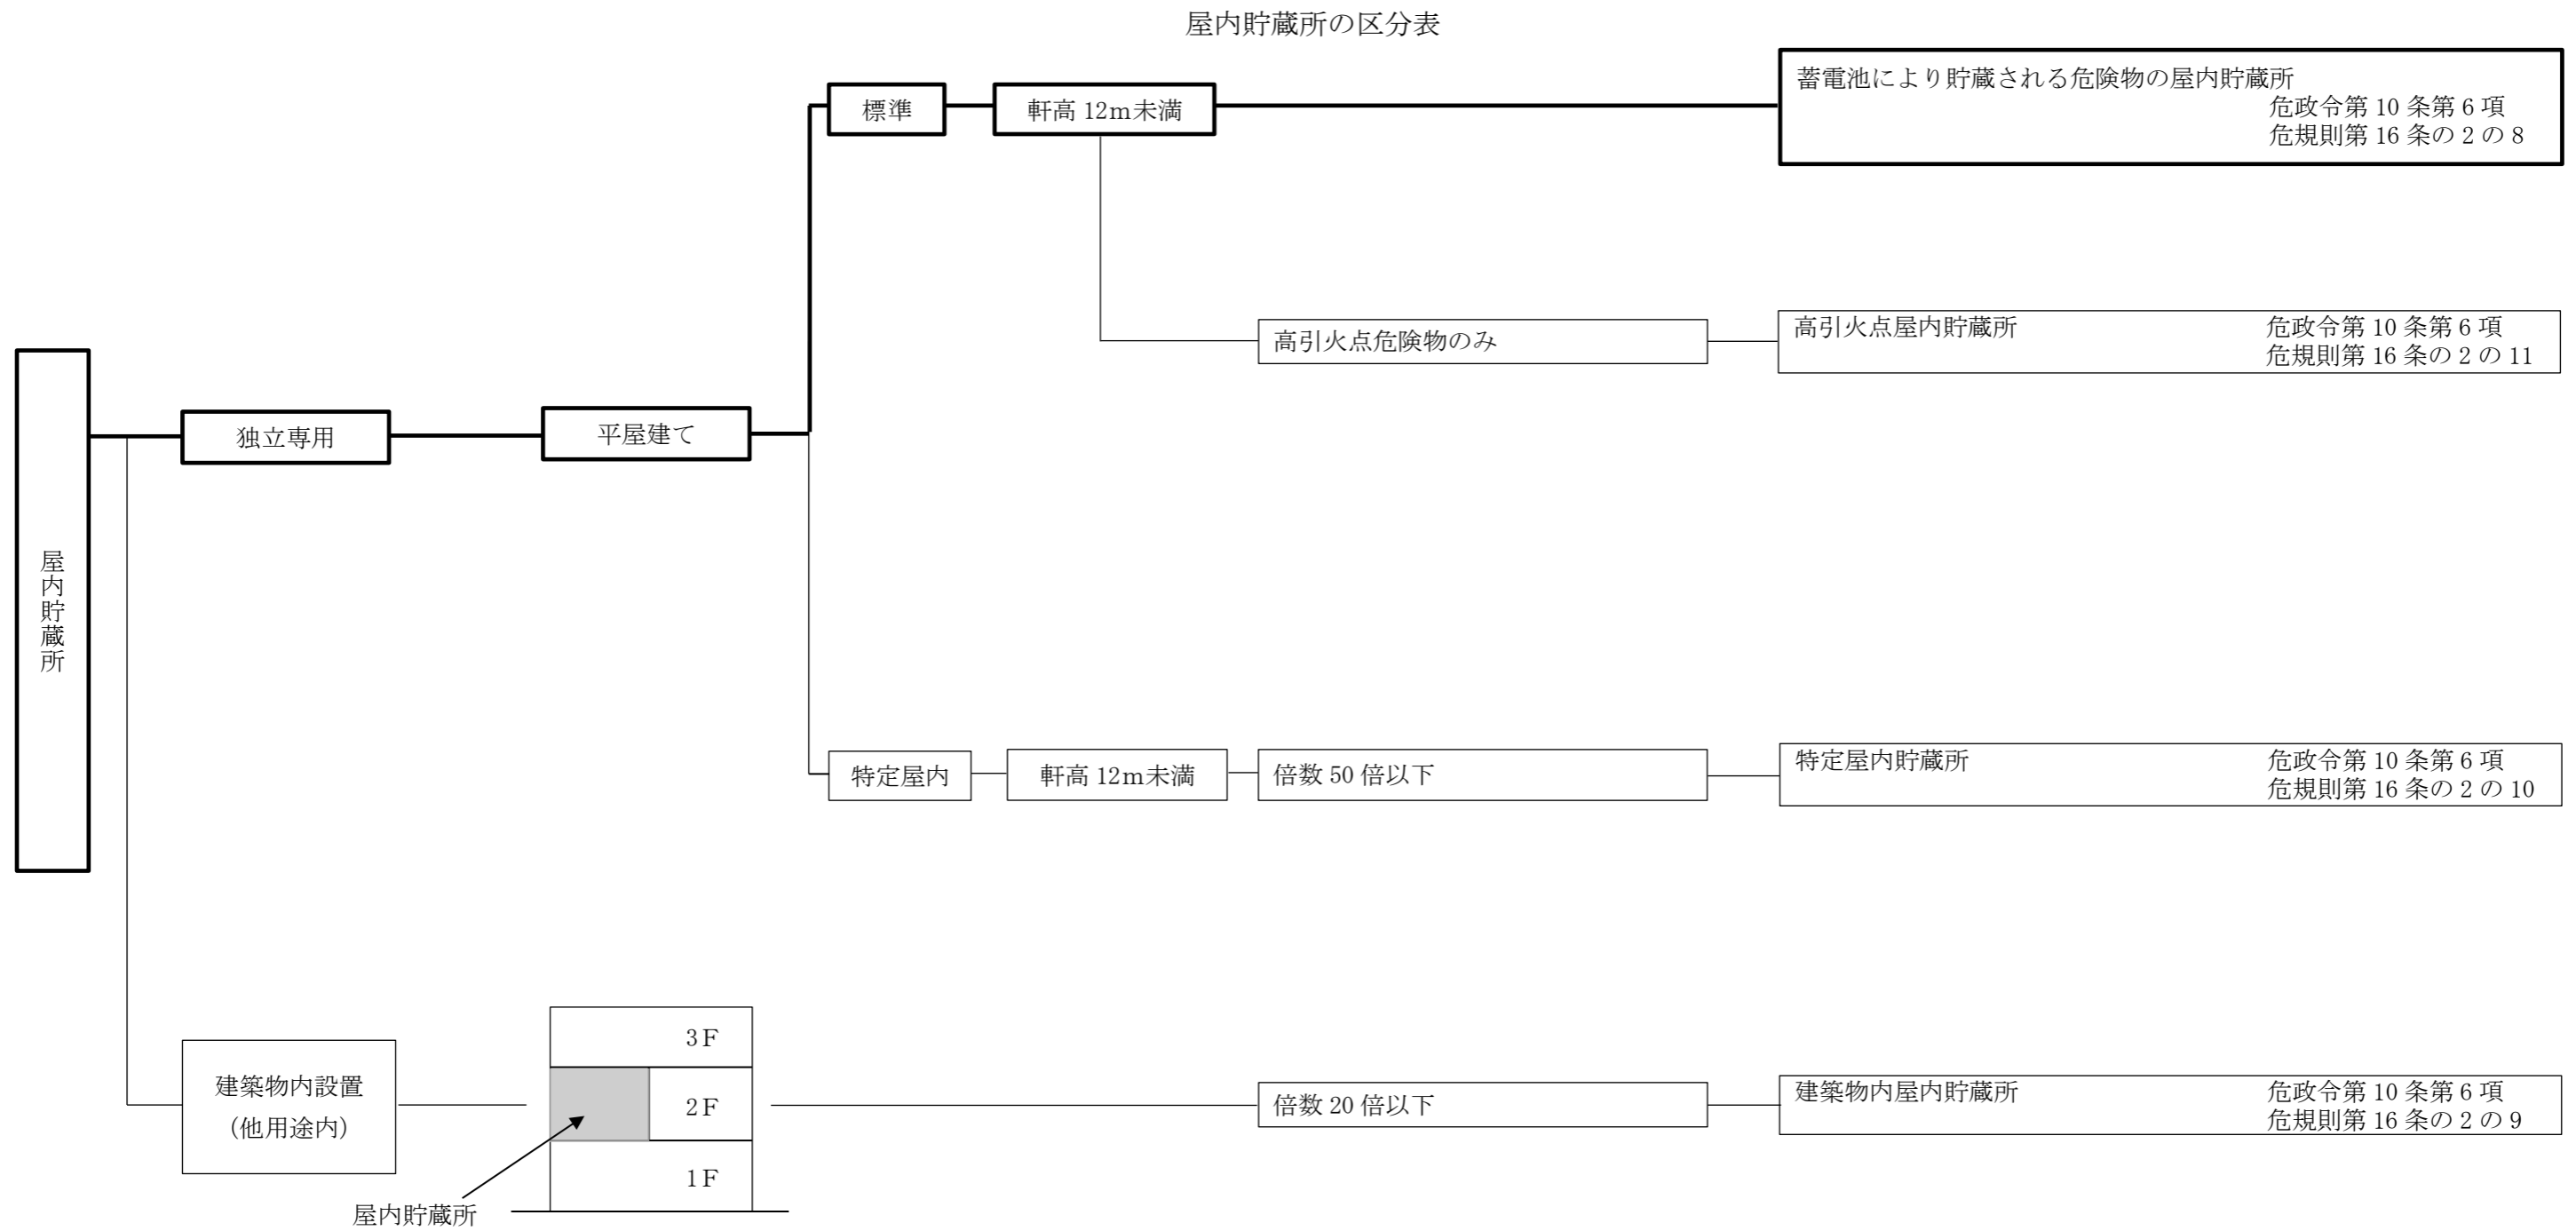 屋内貯蔵所の区分表
屋内貯蔵所
独立専用
平屋建て
標準
軒高 12m未満
蓄電池により貯蔵される危険物の屋内貯蔵所
危政令第 10 条第 6 項
危規則第 16 条の 2 の 8
高引火点危険物のみ
高引火点屋内貯蔵所 危政令第 10 条第 6 項
危規則第 16 条の 2 の 11
特定屋内
軒高 12m未満
倍数 50 倍以下
特定屋内貯蔵所 危政令第 10 条第 6 項
危規則第 16 条の 2 の 10
建築物内設置
(他用途内)
3F
2F
1F
屋内貯蔵所
倍数 20 倍以下
建築物内屋内貯蔵所 危政令第 10 条第 6 項
危規則第 16 条の 2 の 9